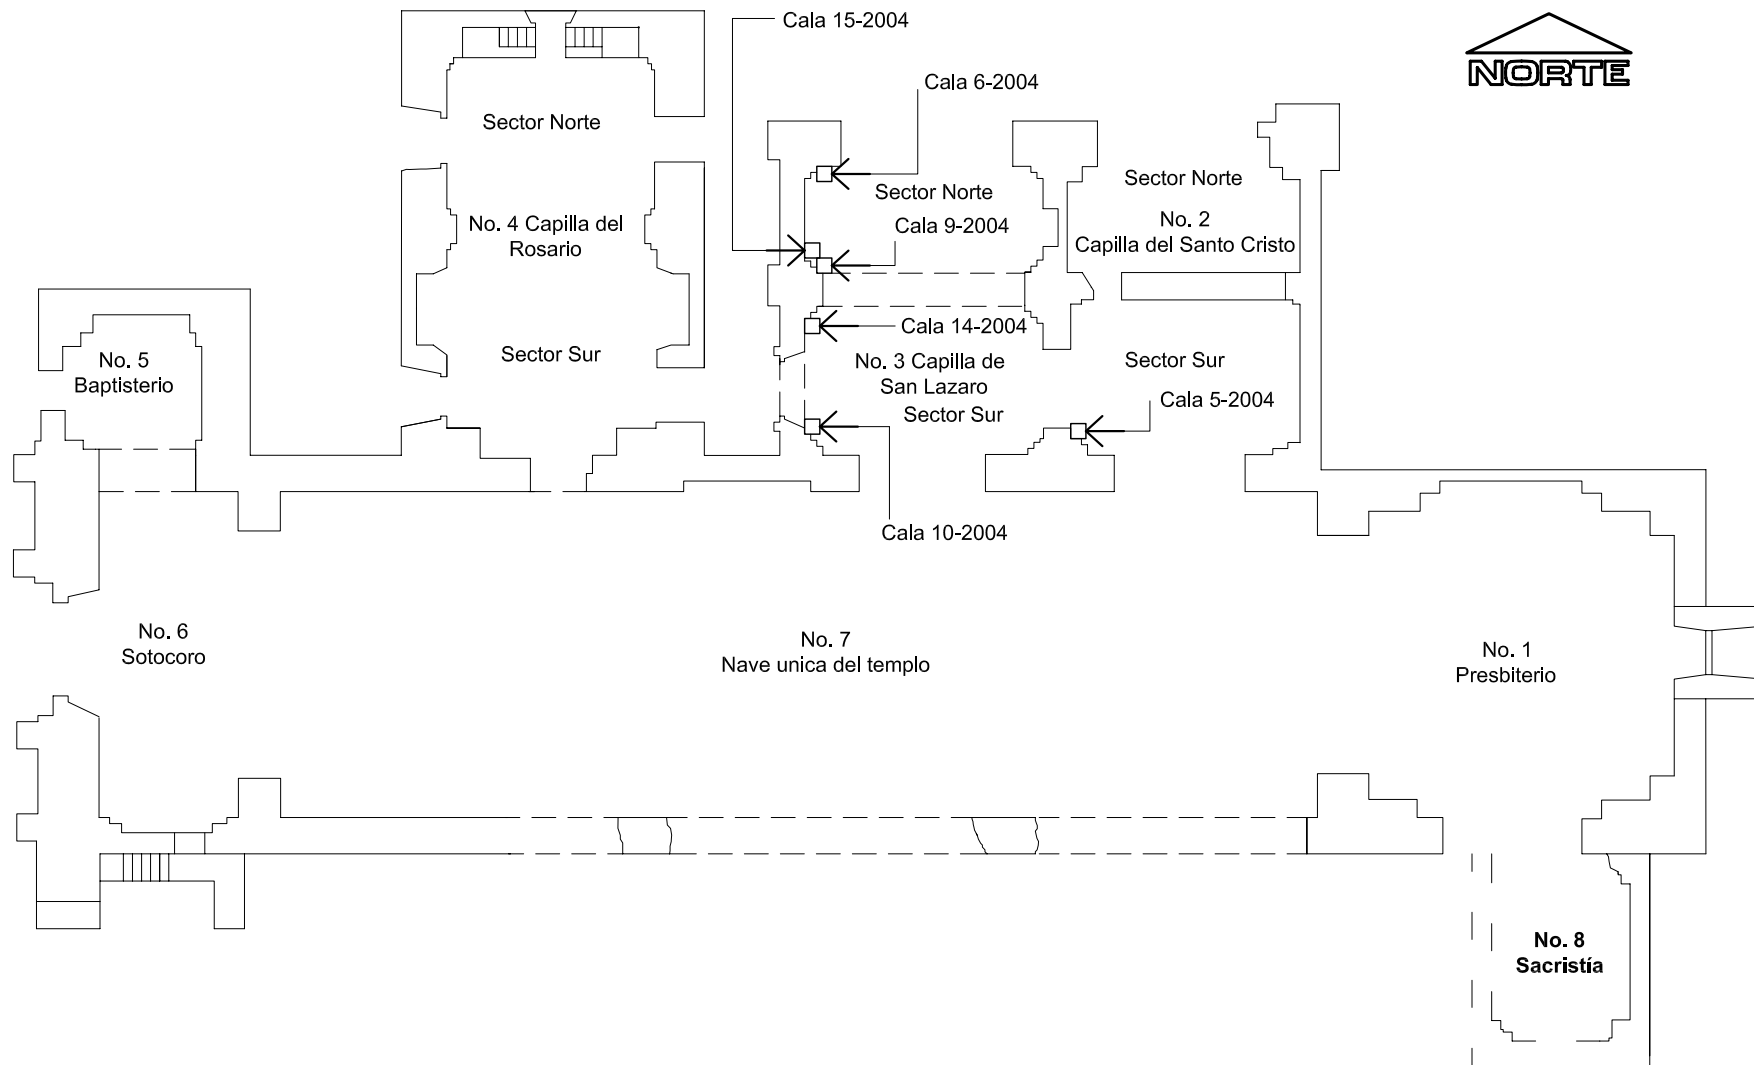 Cala 15-2004
NORTE
Cala 6-2004
Sector Norte
Sector Norte
Sector Norte
No. 4 Capilla del
Rosario
Cala 9-2004
No. 2
Capilla del Santo Cristo
Cala 14-2004
Sector Sur
No. 5
Baptisterio
No. 3 Capilla de
San Lazaro
Sector Sur
Sector Sur
Cala 5-2004
Cala 10-2004
No. 6
Sotocoro
No. 7
Nave unica del templo
No. 1
Presbiterio
No. 8
Sacristía